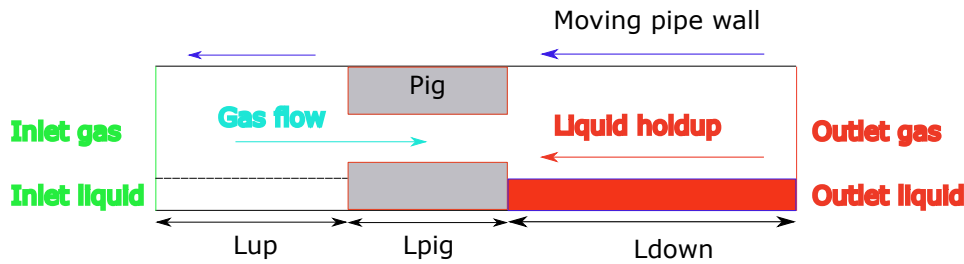 Moving pipe wall
Pig
Gas flow
Liquid holdup
Inlet gas
Outlet gas
Inlet liquid
Outlet liquid
Lup
Lpig
Ldown